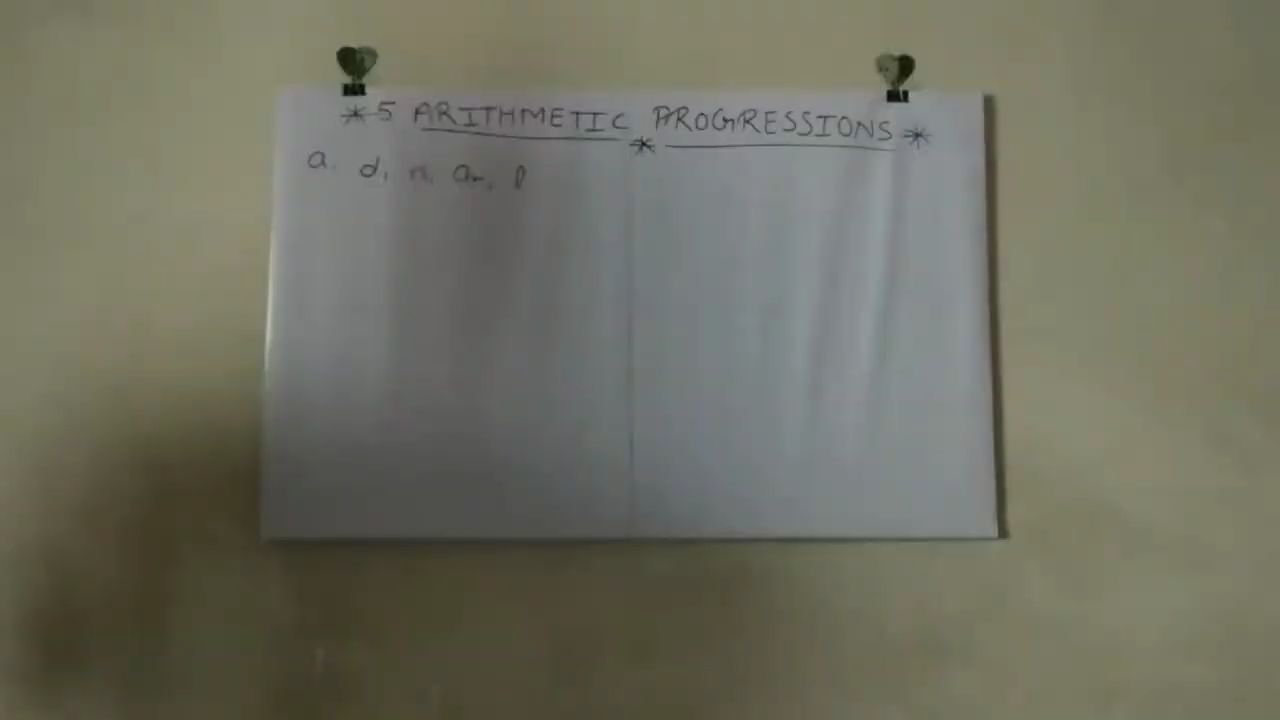 * 5 ARITHMETIC PROGRESSIONS *
*
a. d, n, an, l